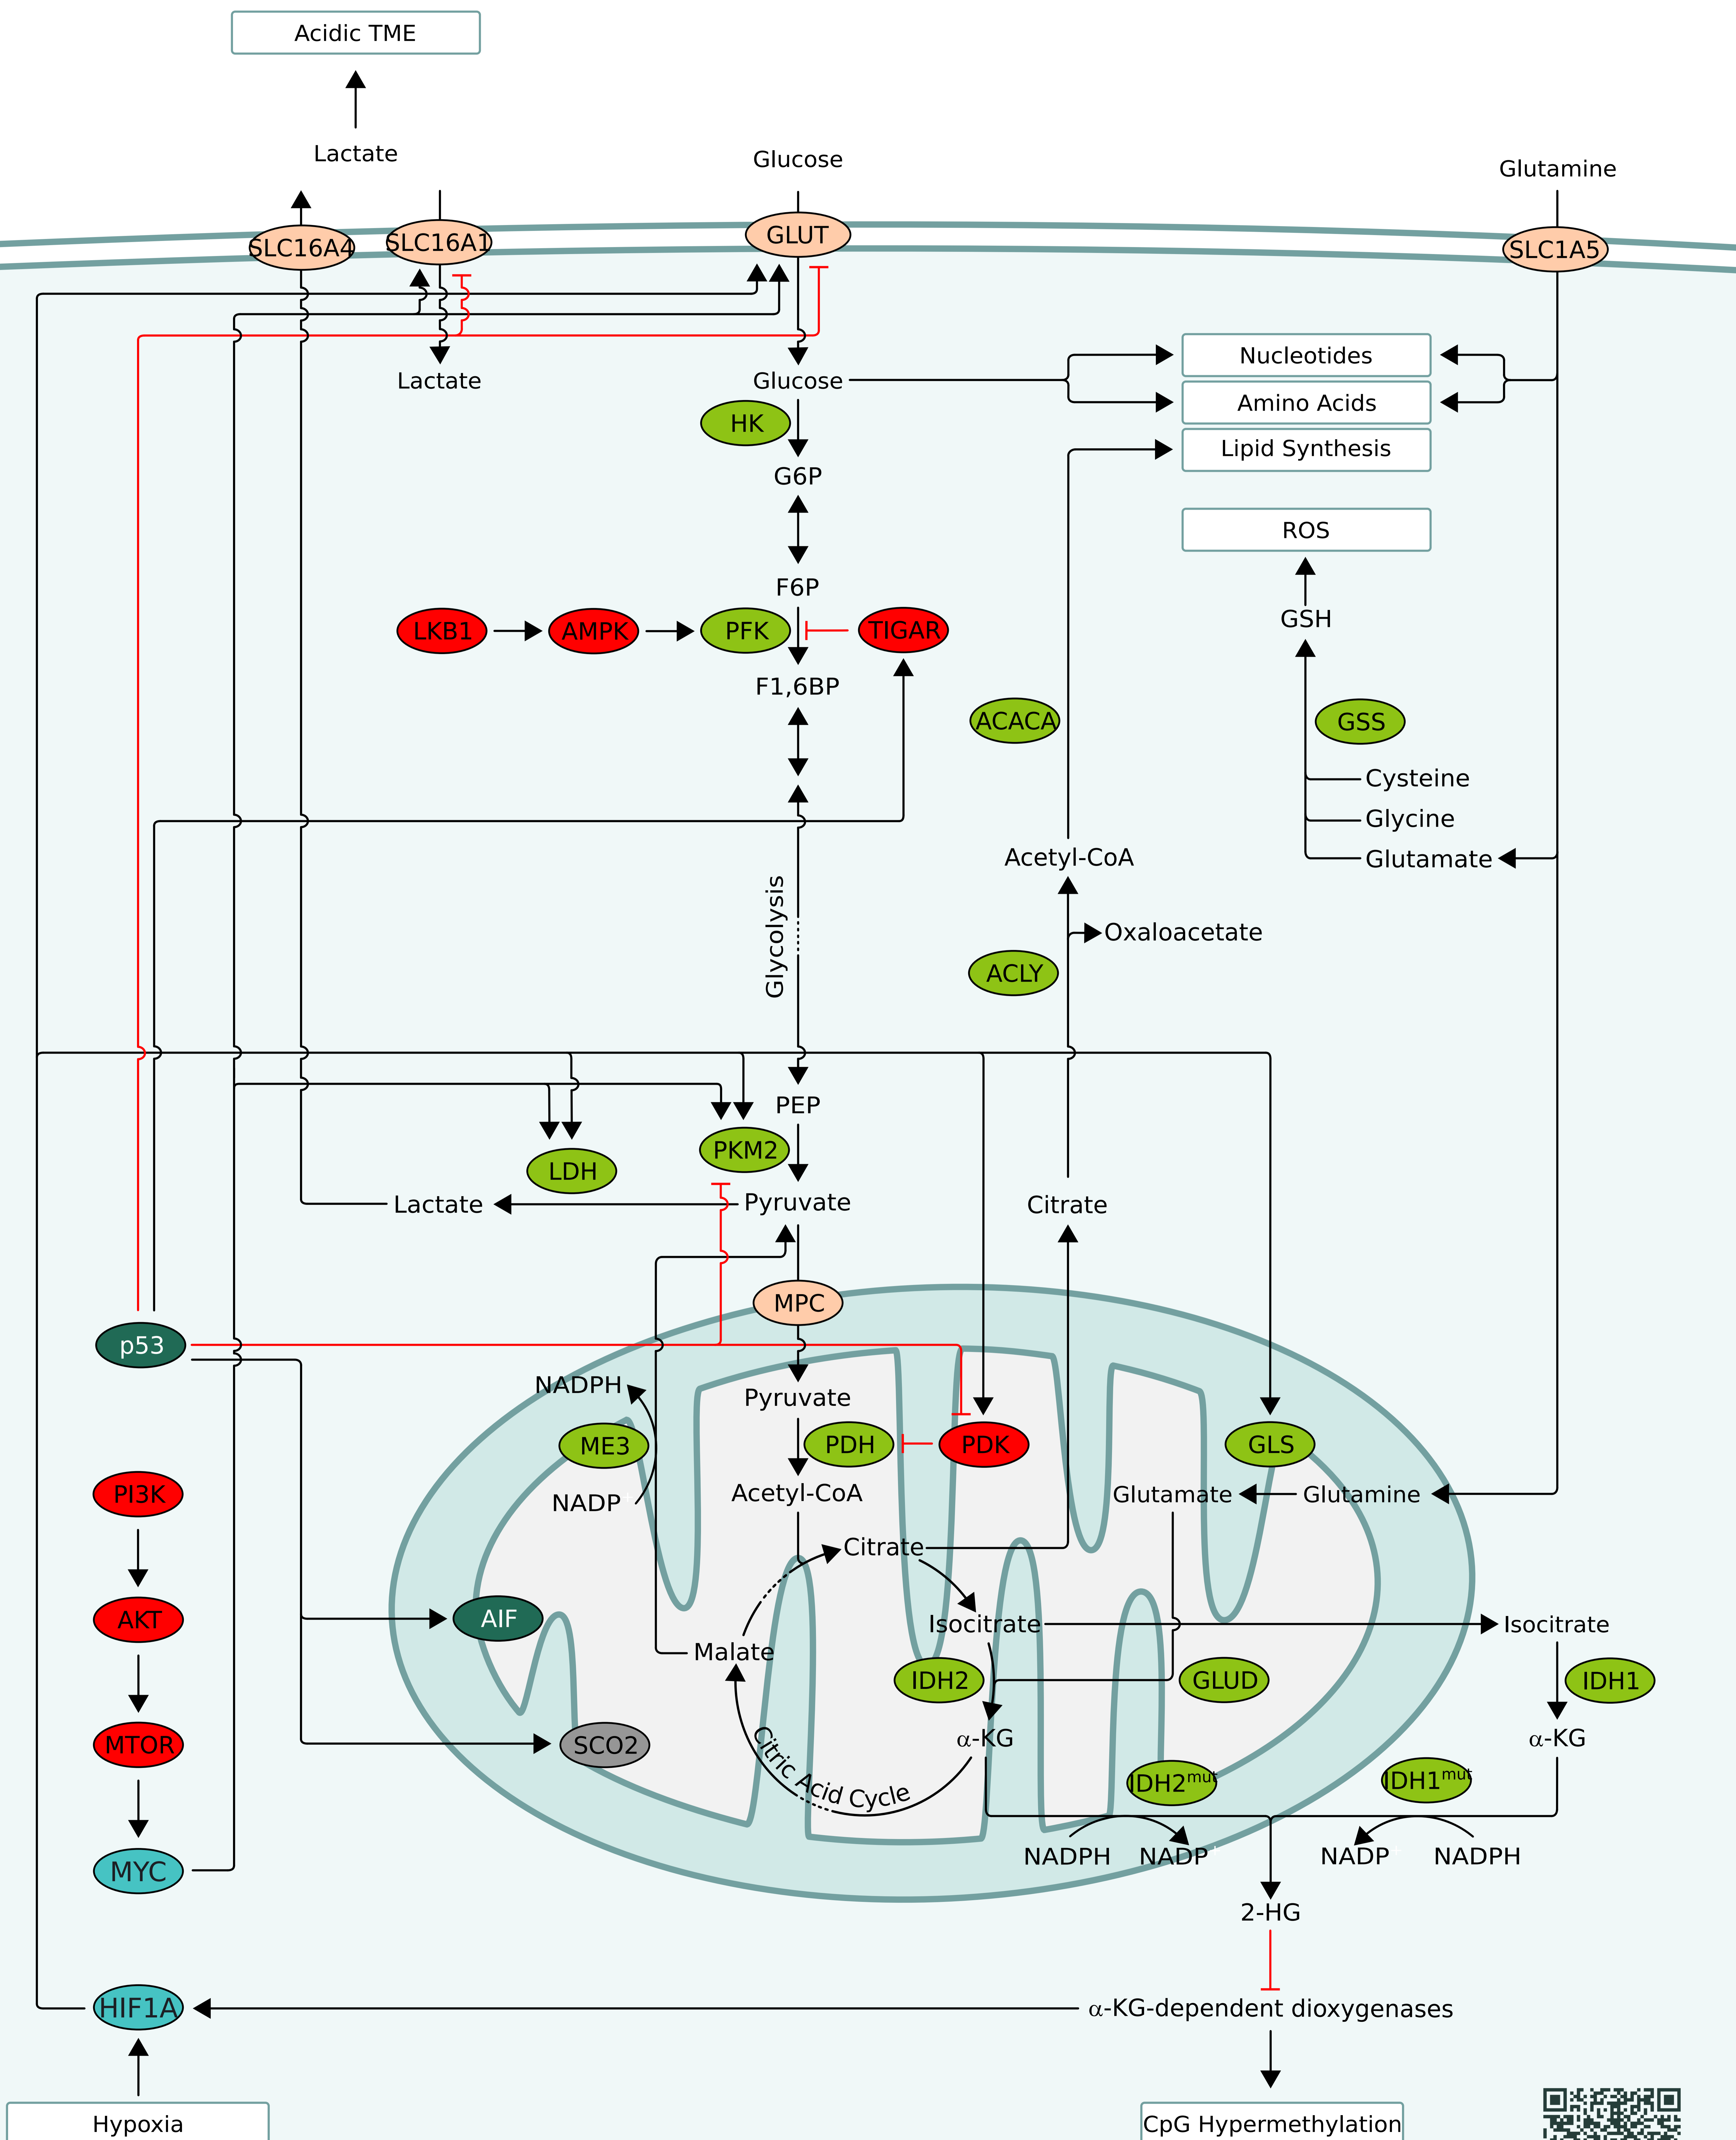 Acidic TME
Lactate
Glucose
Glutamine
SLC16A4
SLC16A1
GLUT
SLC1A5
Lactate
Glucose
Nucleotides
Amino Acids
Lipid Synthesis
HK
G6P
ROS
F6P
GSH
LKB1
AMPK
PFK
TIGAR
F1,6BP
ACACA
GSS
Cysteine
Glycine
Glutamate
Acetyl-CoA
Glycolysis
Oxaloacetate
ACLY
PEP
PKM2
LDH
Lactate
Pyruvate
Citrate
MPC
p53
NADPH
Pyruvate
ME3
PDH
PDK
GLS
NADP
Acetyl-CoA
Glutamate
Glutamine
PI3K
Citrate
AKT
AIF
Isocitrate
Isocitrate
Malate
IDH2
GLUD
IDH1
MTOR
SCO2
α-KG
α-KG
Citric Acid Cycle
IDH2mut
IDH1mut
MYC
NADPH
NADP
NADP
NADPH
2-HG
HIF1A
α-KG-dependent dioxygenases
Hypoxia
CpG Hypermethylation